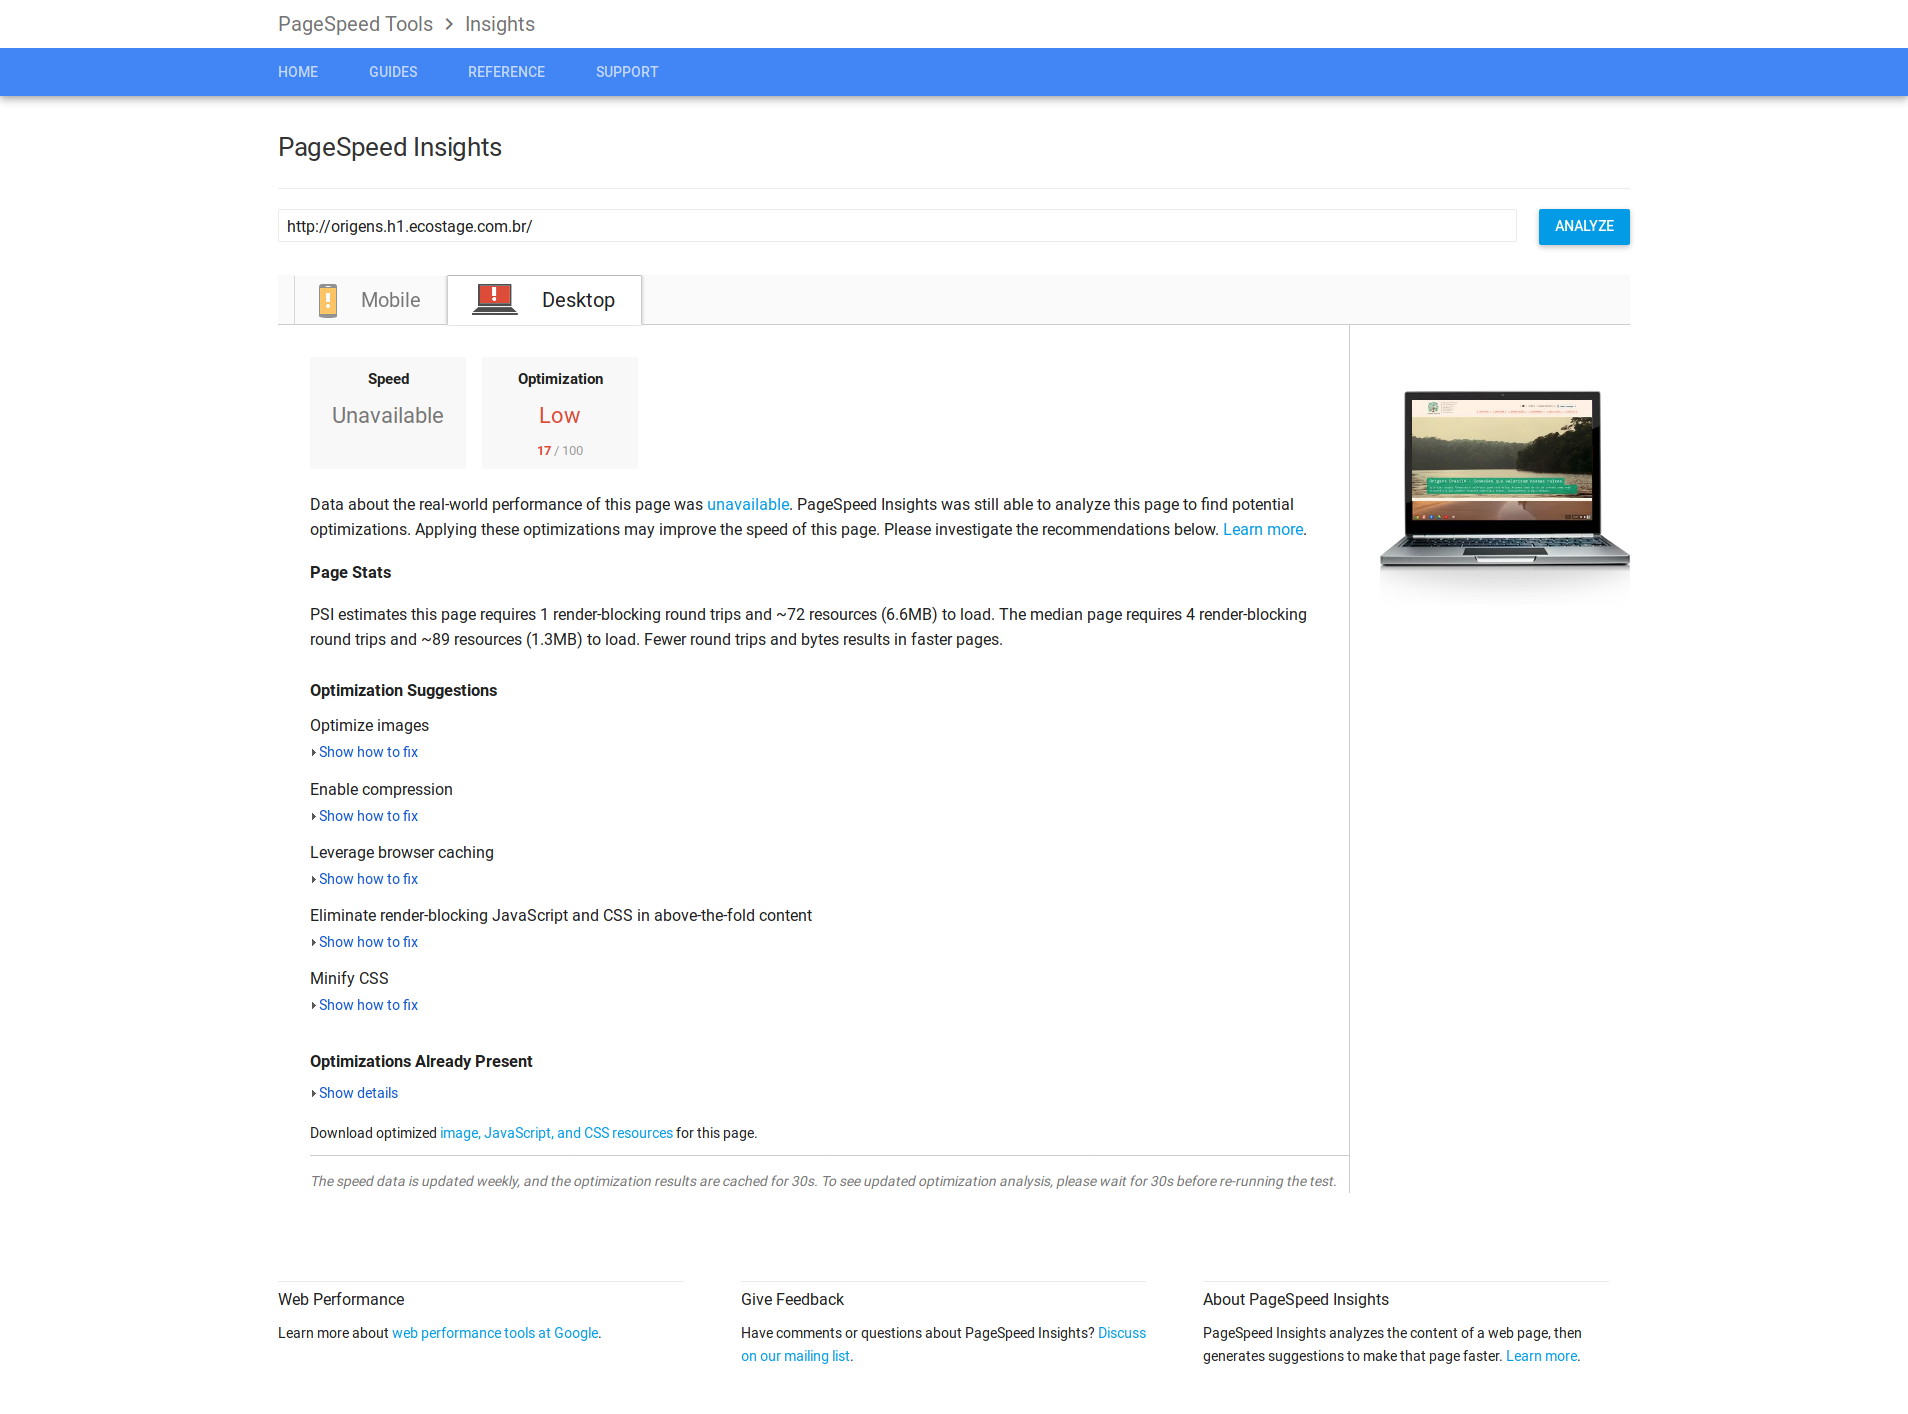 PageSpeed Tools > Insights
HOME GUIDES REFERENCE SUPPORT
PageSpeed Insights
http://origens.h1.ecostage.com.br/
ANALYZE
Mobile
Desktop
Speed
Unavailable
Optimization
Low
17 / 100
Data about the real-world performance of this page was unavailable. PageSpeed Insights was still able to analyze this page to find potential
optimizations. Applying these optimizations may improve the speed of this page. Please investigate the recommendations below. Learn more.
Page Stats
PSI estimates this page requires 1 render-blocking round trips and ~72 resources (6.6MB) to load. The median page requires 4 render-blocking
round trips and ~89 resources (1.3MB) to load. Fewer round trips and bytes results in faster pages.
Optimization Suggestions
Optimize images
Show how to fix
Enable compression
Show how to fix
Leverage browser caching
Show how to fix
Eliminate render-blocking JavaScript and CSS in above-the-fold content
Show how to fix
Minify CSS
Show how to fix
Optimizations Already Present
Show details
Download optimized image, JavaScript, and CSS resources for this page.
The speed data is updated weekly, and the optimization results are cached for 30s. To see updated optimization analysis, please wait for 30s before re-running the test.
Web Performance
Learn more about web performance tools at Google.
Give Feedback
Have comments or questions about PageSpeed Insights? Discuss
on our mailing list.
About PageSpeed Insights
PageSpeed Insights analyzes the content of a web page, then
generates suggestions to make that page faster. Learn more.